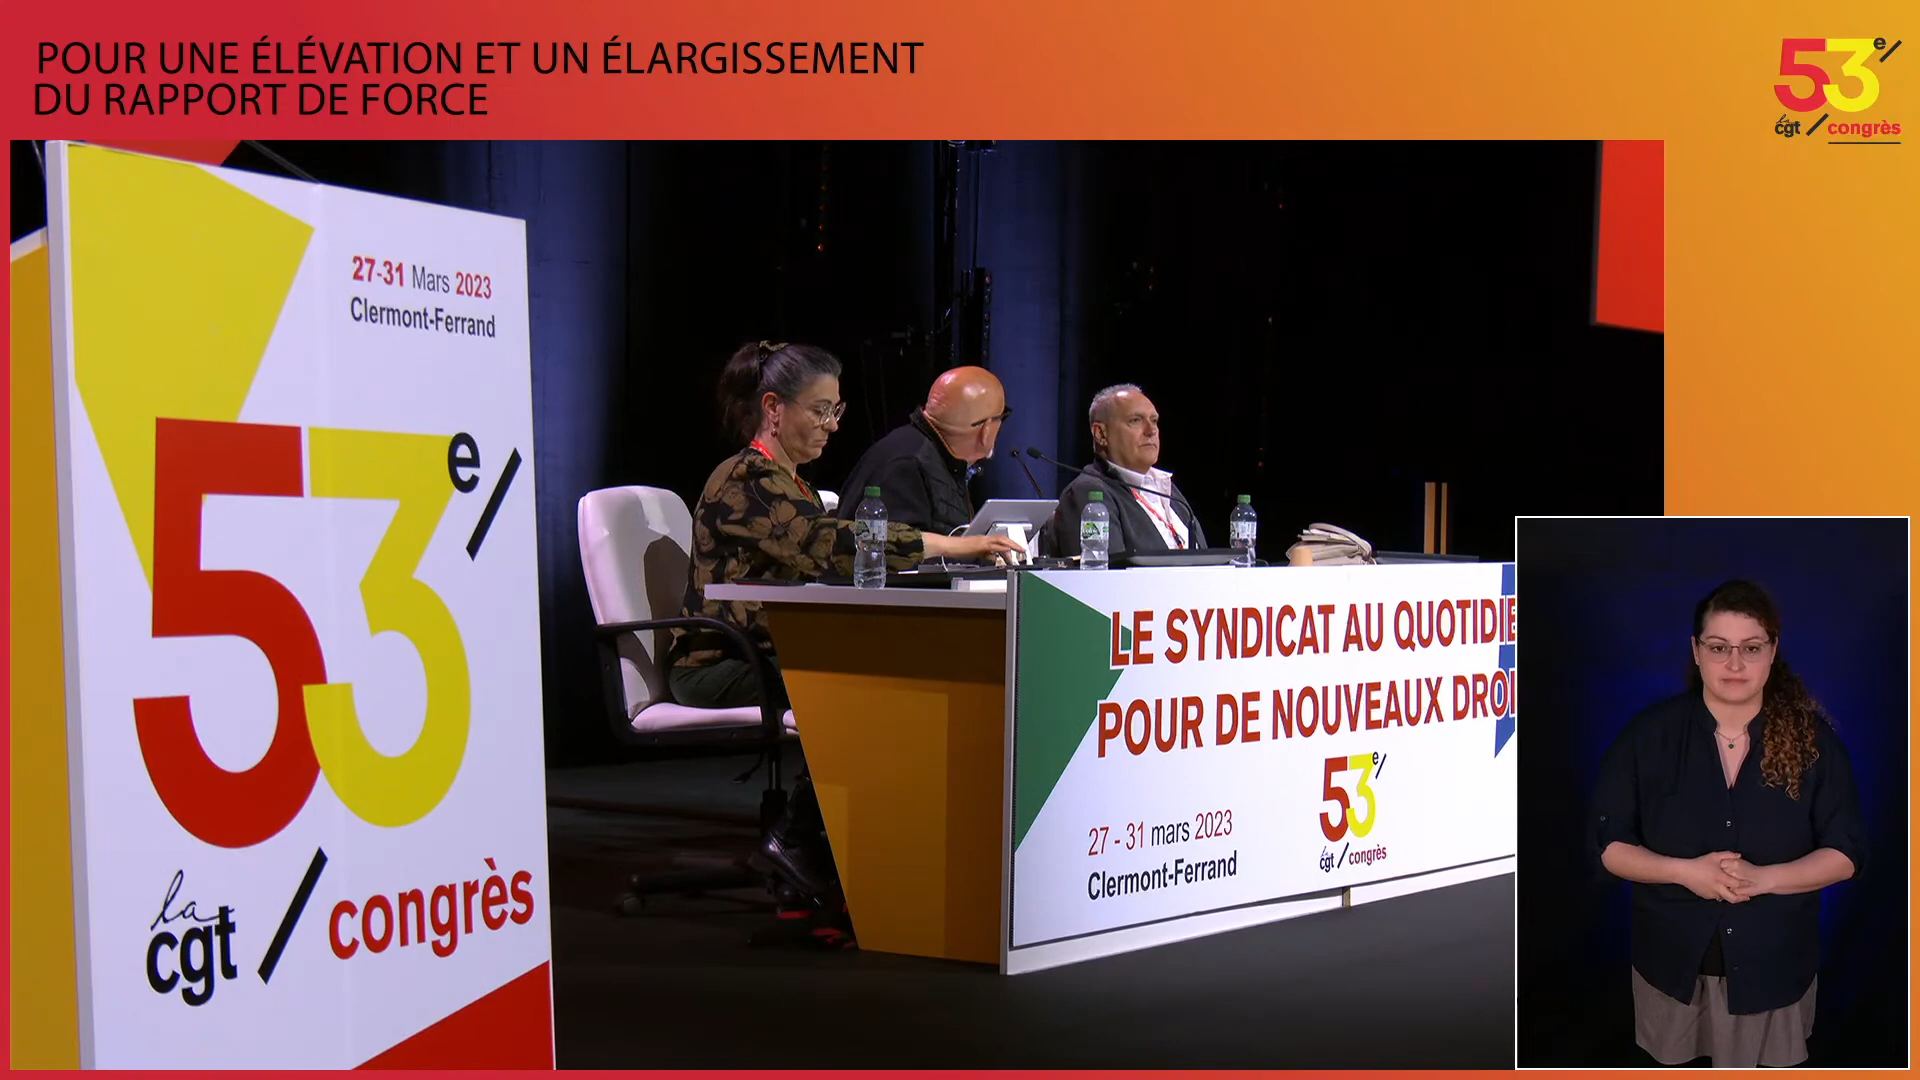 POUR UNE ÉLÉVATION ET UN ÉLARGISSEMENT
DU RAPPORT DE FORCE
53e/
la cgt / congrès
27-31 Mars 2023
Clermont-Ferrand
53e/
la cgt / congrès
LE SYNDICAT AU QUOTIDIE
POUR DE NOUVEAUX DROI
53e/
la cgt / congrès
27 - 31 mars 2023
Clermont-Ferrand